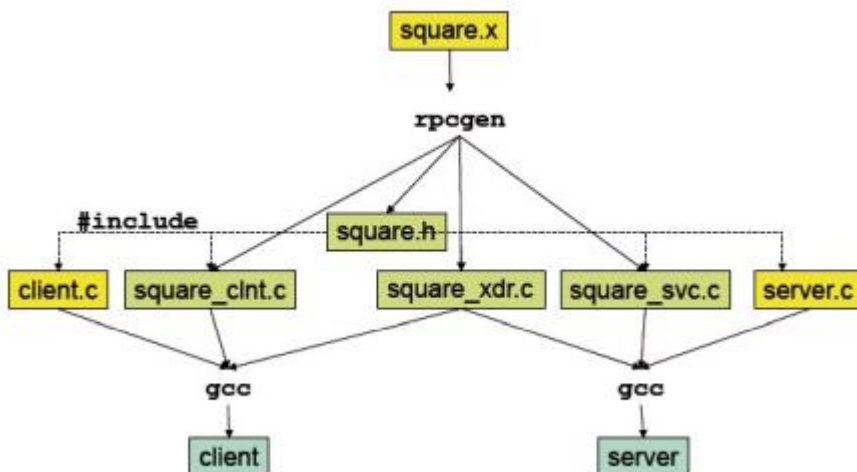 square.x
rpcgen
#include
square.h
client.c
square_clnt.c
square_xdr.c
square_svc.c
server.c
gcc
gcc
client
server